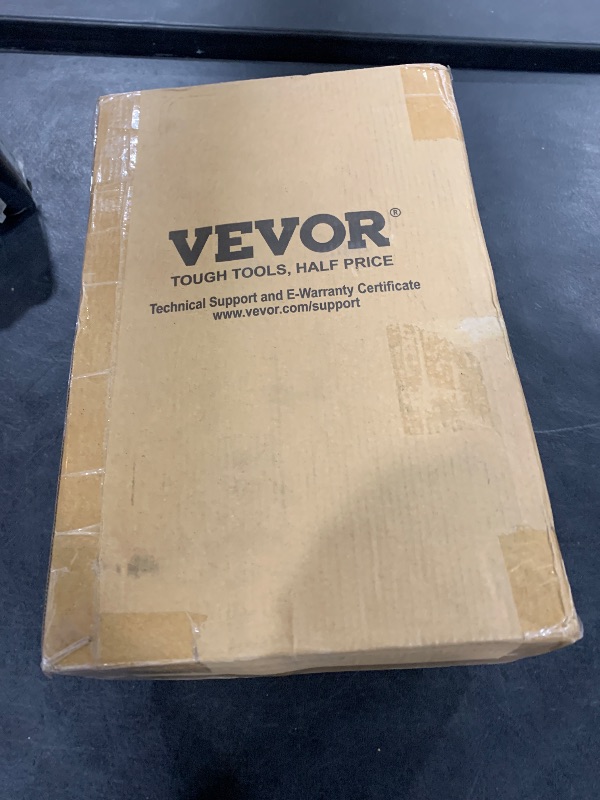 VEVOR®
TOUGH TOOLS, HALF PRICE
Technical Support and E-Warranty Certificate
www.vevor.com/support